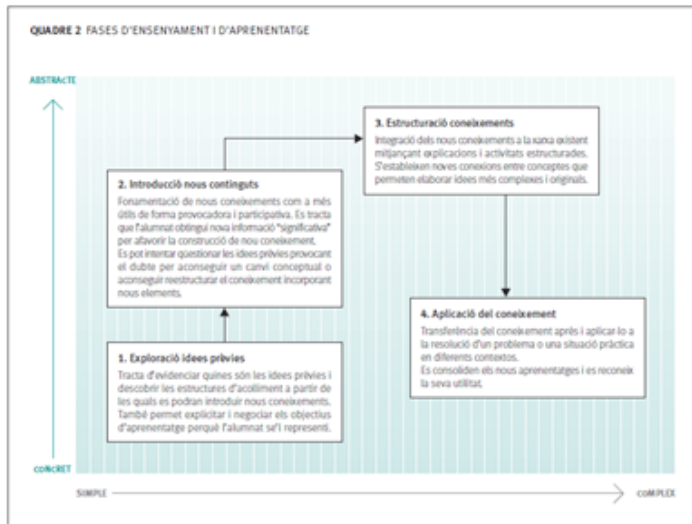 QUADRE 2 FASES D'ENSENYAMENT I D'APRENENTATGE
ABSTRAcTE
3. Estructuració coneixements
Integració dels nous coneixements a la xarxa existent
mitjançant explicacions i activitats estructurades.
S'estableixen noves conexions entre conceptes que
permeten elaborar idees més complexes i originals.
2. Introducció nous continguts
Fonamentació de nous coneixements com a més
útils de forma provocadora i participativa. Es tracta
que l'alumnat obtingui nova informació "significativa"
per afavorir la construcció de nou coneixement.
Es pot intentar qüestionar les idees prèvies provocant
el dubte per aconseguir un canvi conceptual o
aconseguir reestructurar el coneixement incorporant
nous elements.
4. Aplicació del coneixement
Transferència del coneixement après i aplicar-lo a
la resolució d'un problema o una situació pràctica
en diferents contextos.
Es consoliden els nous aprenentatges i es reconeix
la seva utilitat.
1. Exploració idees prèvies
Tracta d'evidenciar quines són les idees prèvies i
descobrir les estructures d'acolliment a partir de
les quals es podran introduir nous coneixements.
També permet explicitar i negociar els objectius
d'aprenentatge perquè l'alumnat se'l representi.
coNcRET
SIMPLE
coMPLEX